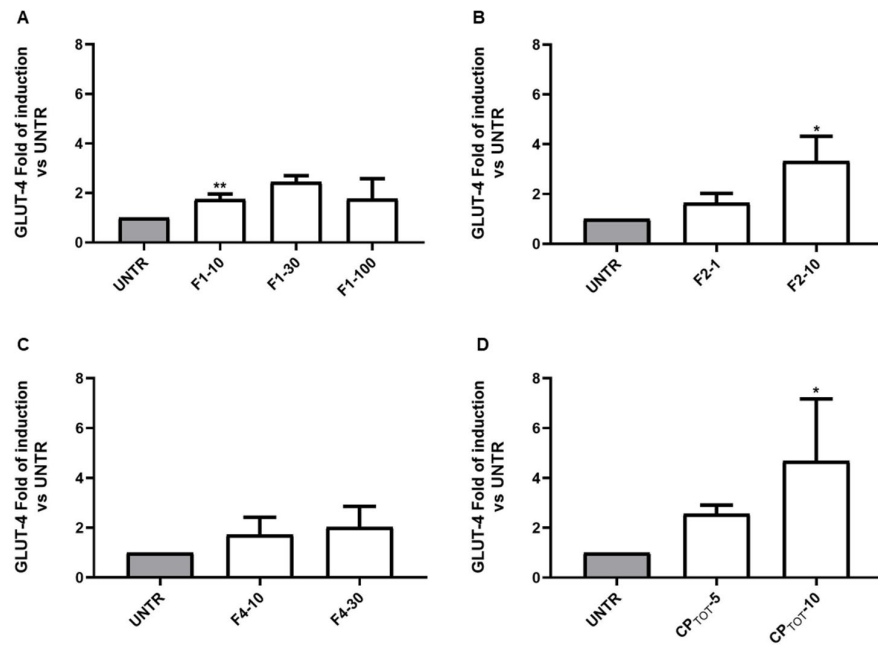 A
GLUT-4 Fold of induction
vs UNTR
8
6
4
2
0
**
UNTR
F1-10
F1-30
F1-100
B
GLUT-4 Fold of induction
vs UNTR
8
6
4
2
0
*
UNTR
F2-1
F2-10
C
GLUT-4 Fold of induction
vs UNTR
8
6
4
2
0
UNTR
F4-10
F4-30
D
GLUT-4 Fold of induction
vs UNTR
8
6
4
2
0
*
UNTR
CPTOT-5
CPTOT-10